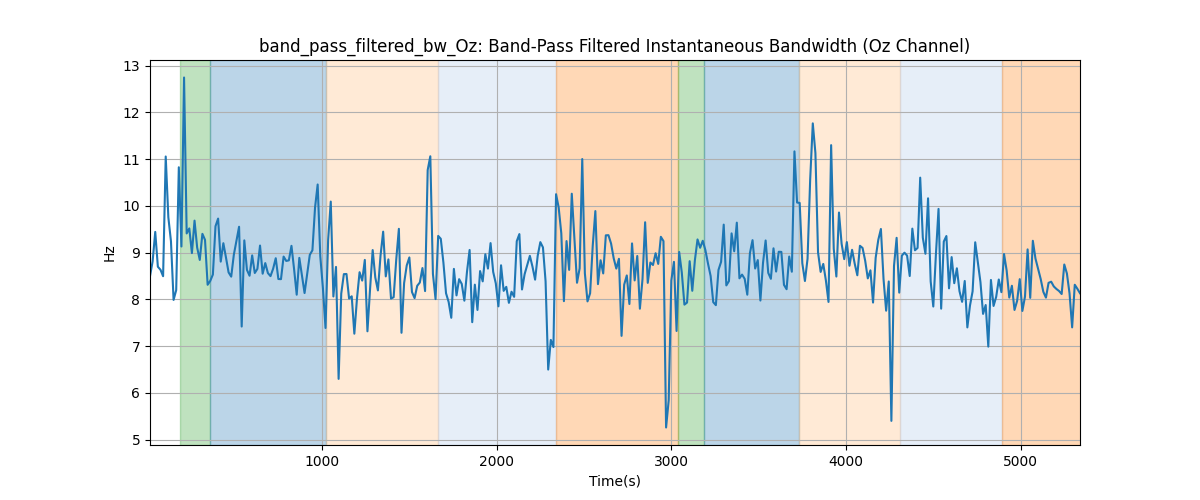 band_pass_filtered_bw_Oz: Band-Pass Filtered Instantaneous Bandwidth (Oz Channel)
13
12
11
10
9
8
7
6
5
Hz
1000 2000 3000 4000 5000
Time(s)